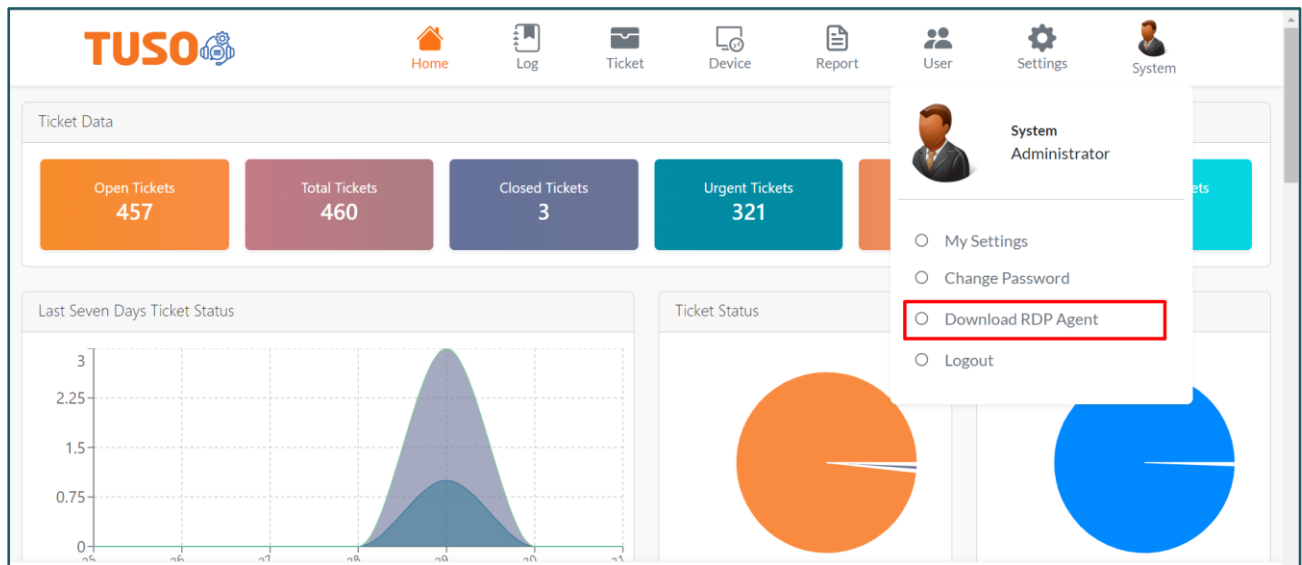 TUSO
Home
Log
Ticket
Device
Report
User
Settings
System
Ticket Data
System
Administrator
Open Tickets
457
Total Tickets
460
Closed Tickets
3
Urgent Tickets
321
My Settings
Change Password
Download RDP Agent
Logout
Last Seven Days Ticket Status
Ticket Status
3
2.25
1.5
0.75
0